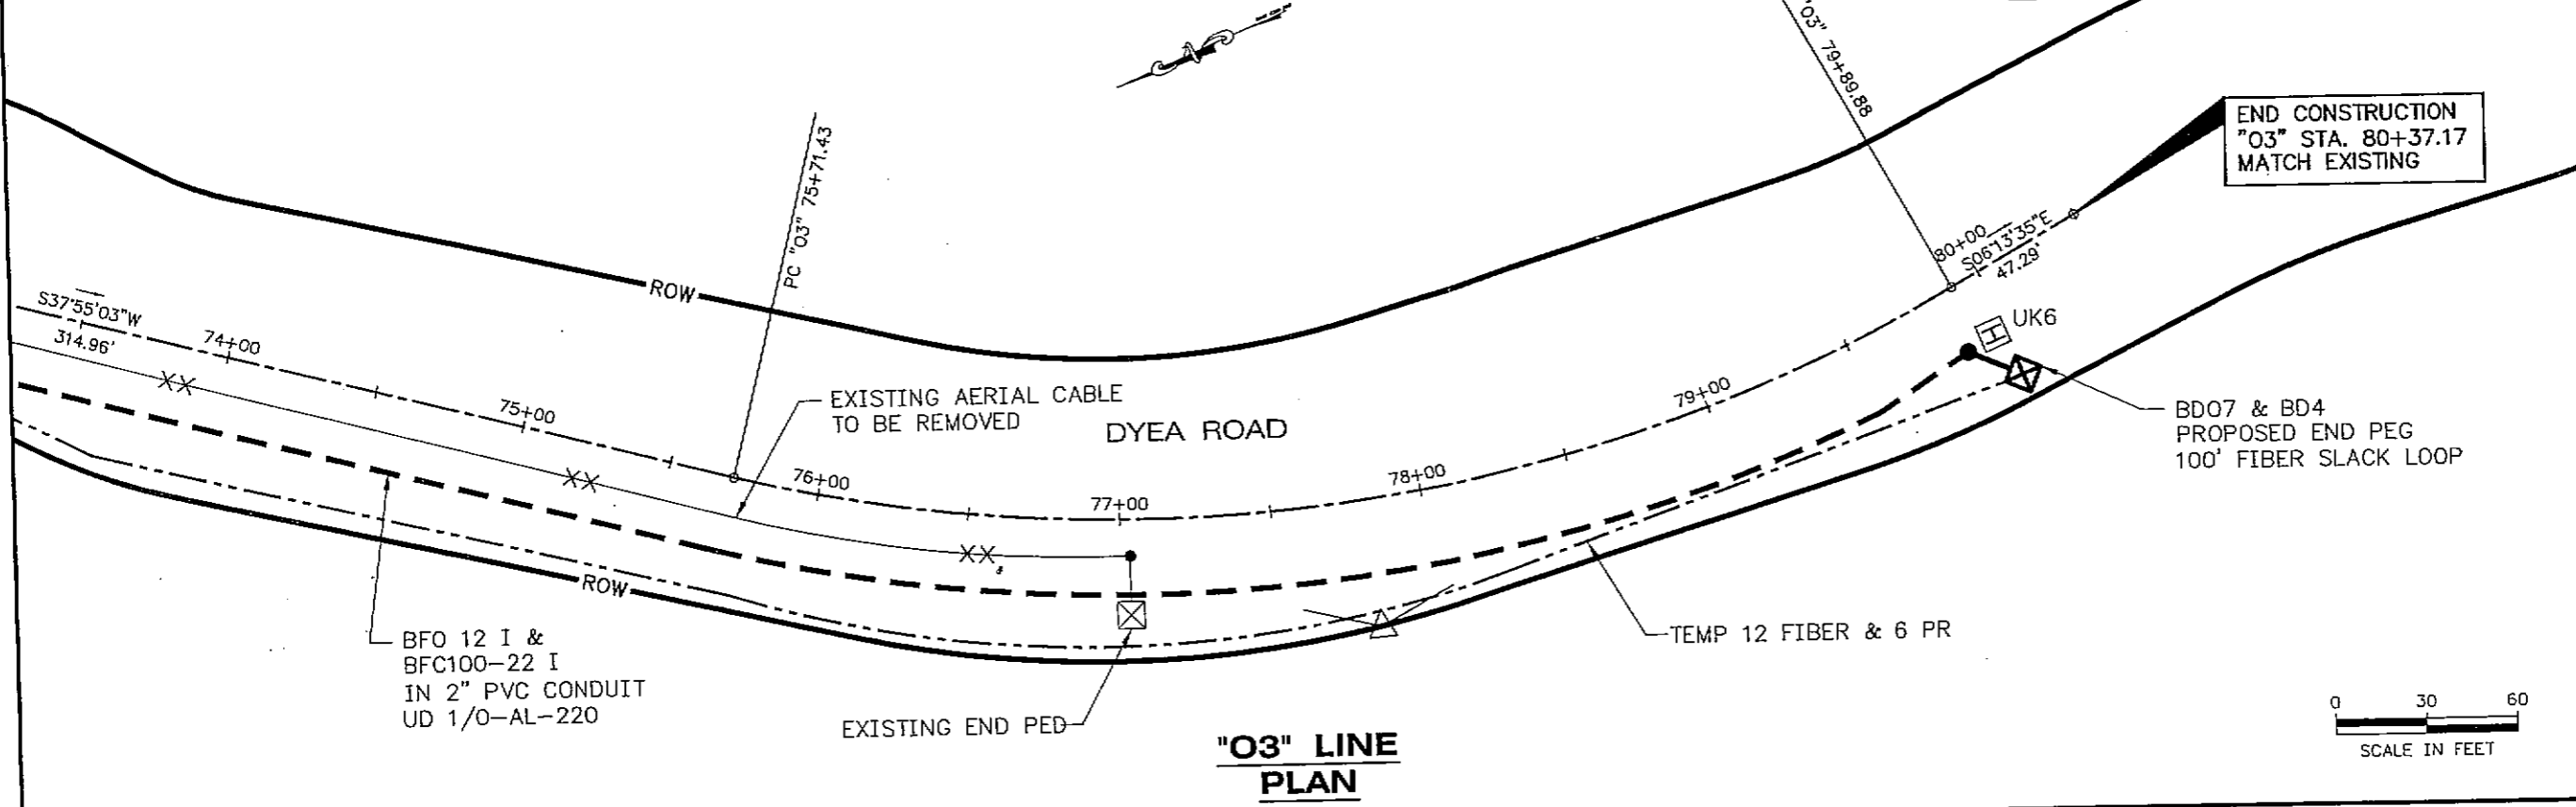 "03" 79+89.88
END CONSTRUCTION
"03" STA. 80+37.17
MATCH EXISTING
PC "03" 75+71.43
ROW
S37°55'03"W
314.96'
74+00
75+00
76+00
77+00
78+00
79+00
80+00
S06°13'35"E
47.29'
UK6
EXISTING AERIAL CABLE
TO BE REMOVED
DYEA ROAD
BD07 & BD4
PROPOSED END PEG
100' FIBER SLACK LOOP
ROW
BFO 12 I &
BFC100-22 I
IN 2" PVC CONDUIT
UD 1/0-AL-220
EXISTING END PED
TEMP 12 FIBER & 6 PR
"O3" LINE
PLAN
0 30 60
SCALE IN FEET